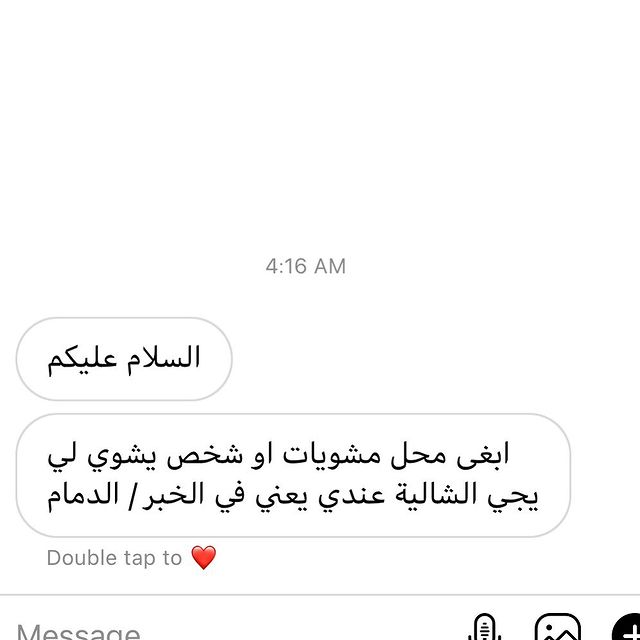 4:16 AM
السلام عليكم
ابغى محل مشويات او شخص يشوي لي
يجي الشالية عندي يعني في الخبر/ الدمام
Double tap to ❤️
Message